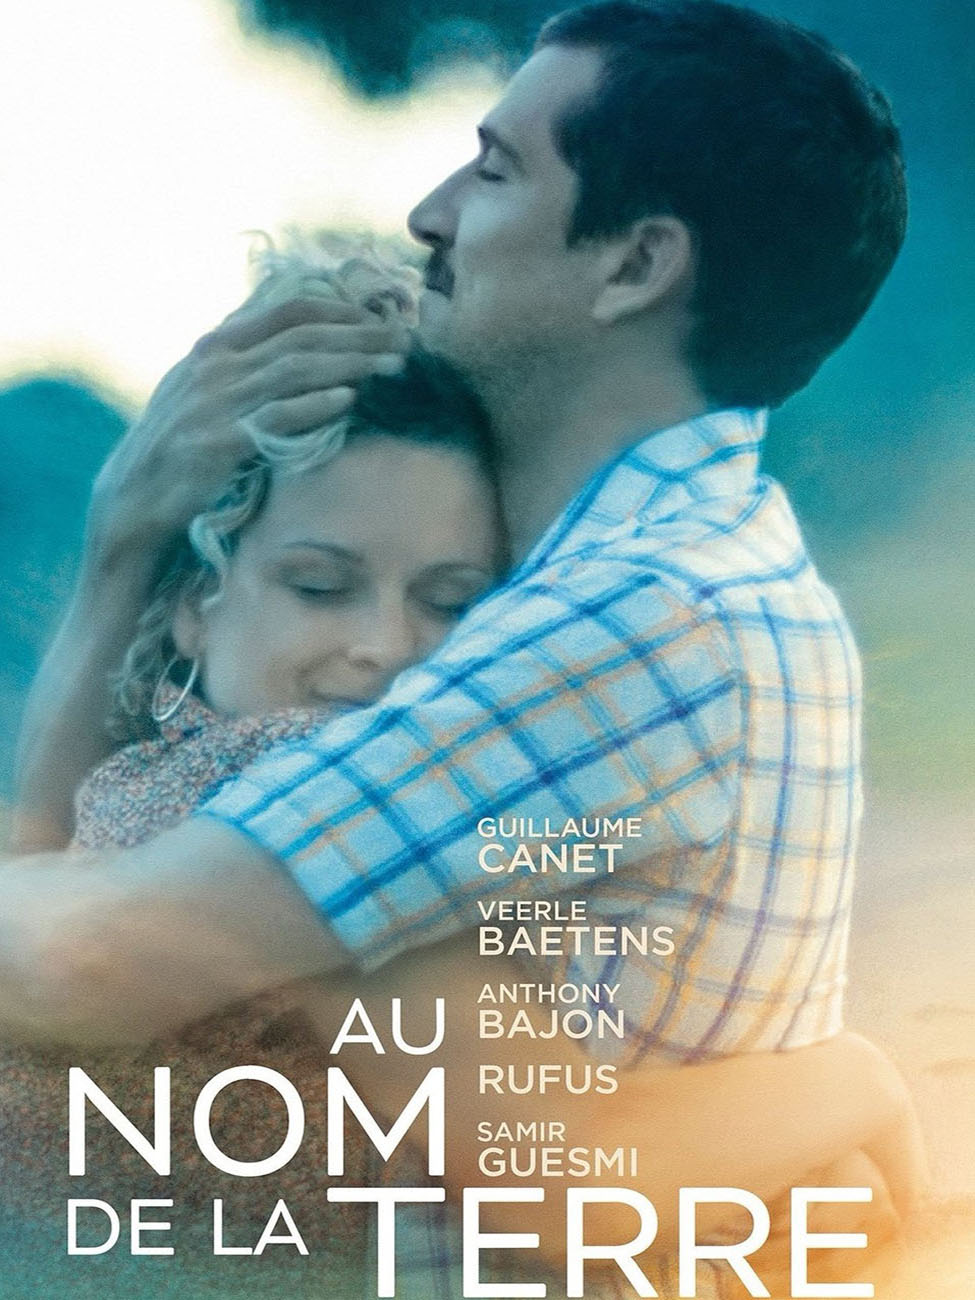 GUILLAUME
CANET
VEERLE
BAETENS
ANTHONY
BAJON
RUFUS
SAMIR
GUESMI
AU
NOM
DE LA TERRE